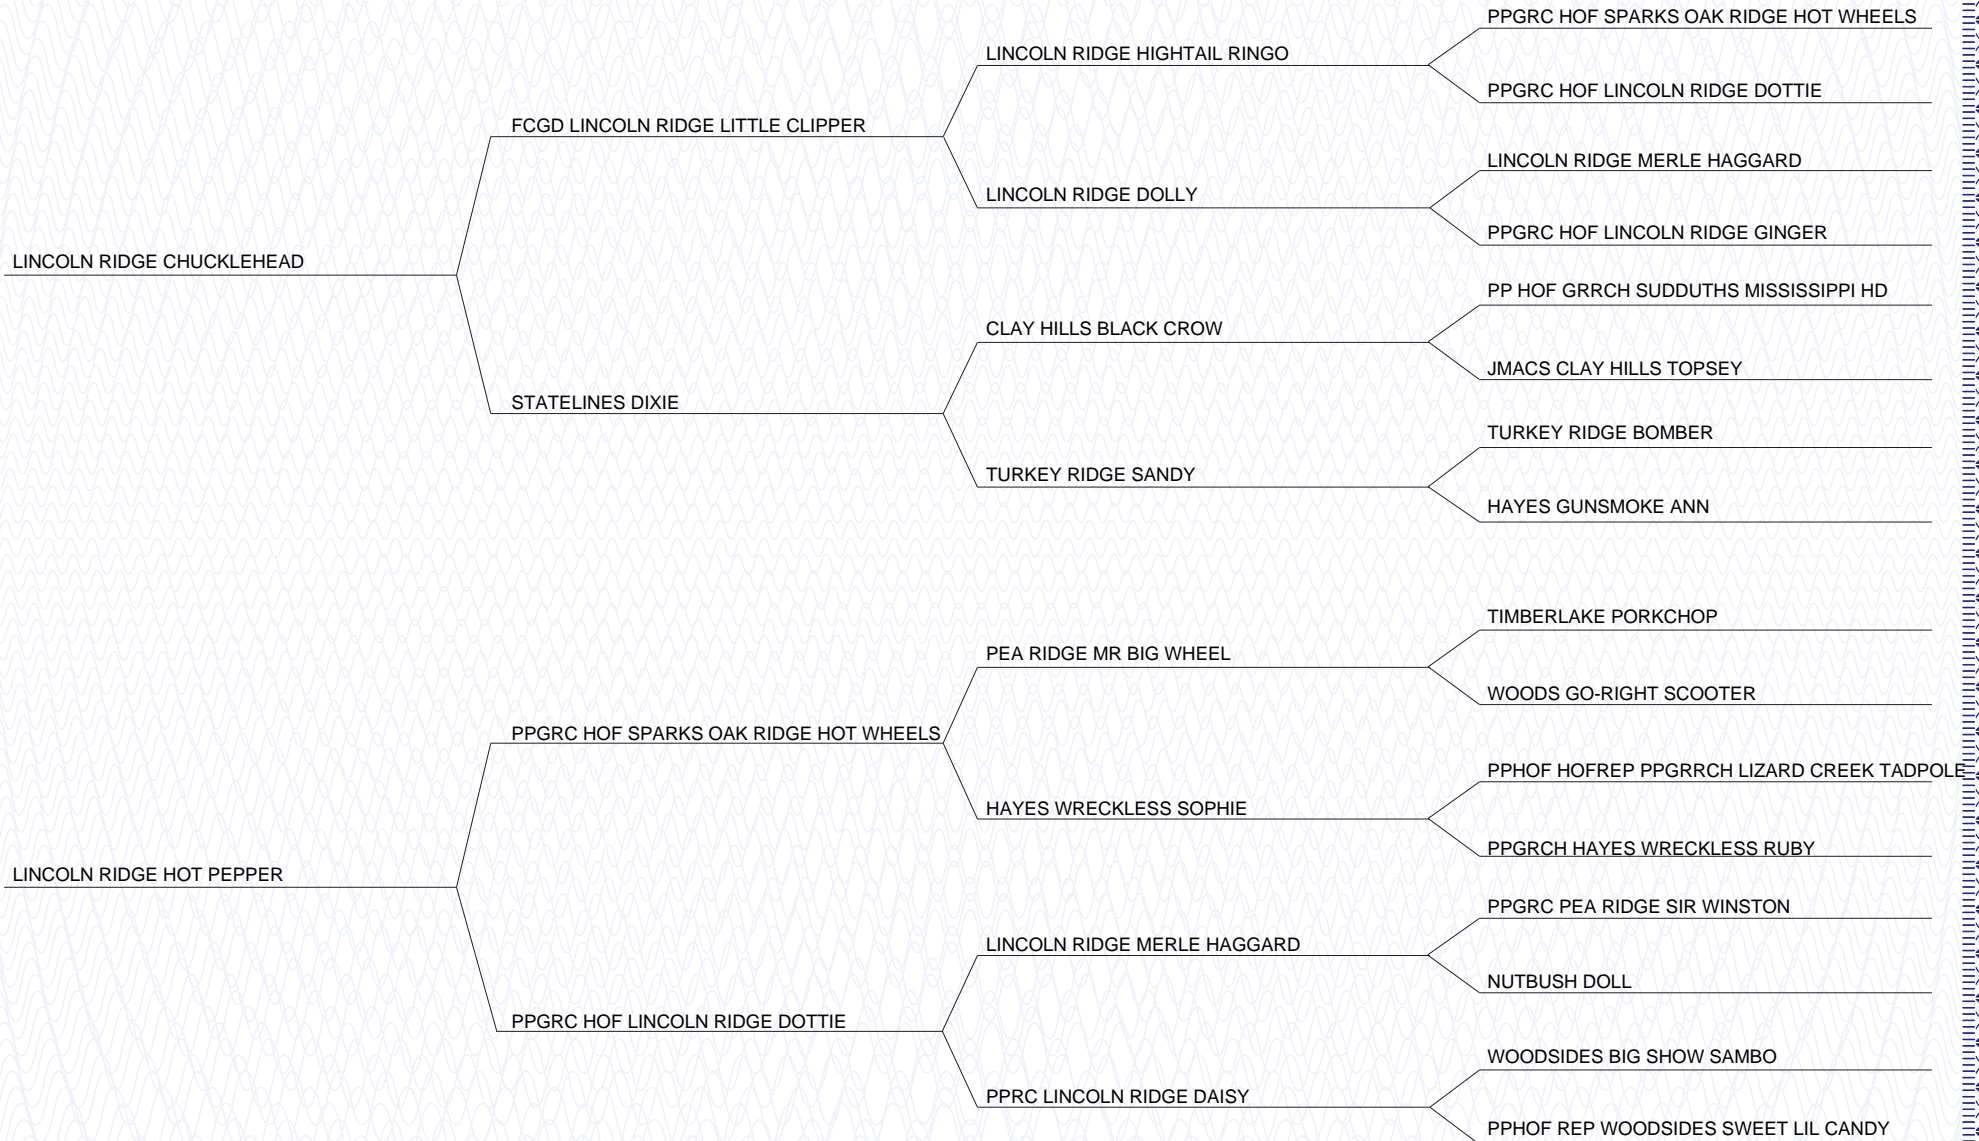 PPGRC HOF SPARKS OAK RIDGE HOT WHEELS
LINCOLN RIDGE HIGHTAIL RINGO
PPGRC HOF LINCOLN RIDGE DOTTIE
FCGD LINCOLN RIDGE LITTLE CLIPPER
LINCOLN RIDGE MERLE HAGGARD
LINCOLN RIDGE DOLLY
PPGRC HOF LINCOLN RIDGE GINGER
LINCOLN RIDGE CHUCKLEHEAD
PP HOF GRRCH SUDDUTHS MISSISSIPPI HD
CLAY HILLS BLACK CROW
JMACS CLAY HILLS TOPSEY
STATELINES DIXIE
TURKEY RIDGE BOMBER
TURKEY RIDGE SANDY
HAYES GUNSMOKE ANN
TIMBERLAKE PORKCHOP
PEA RIDGE MR BIG WHEEL
WOODS GO-RIGHT SCOOTER
PPGRC HOF SPARKS OAK RIDGE HOT WHEELS
PPHOF HOFREP PPGRRCH LIZARD CREEK TADPOLE
HAYES WRECKLESS SOPHIE
PPGRCH HAYES WRECKLESS RUBY
LINCOLN RIDGE HOT PEPPER
PPGRC PEA RIDGE SIR WINSTON
LINCOLN RIDGE MERLE HAGGARD
NUTBUSH DOLL
PPGRC HOF LINCOLN RIDGE DOTTIE
WOODSIDES BIG SHOW SAMBO
PPRC LINCOLN RIDGE DAISY
PPHOF REP WOODSIDES SWEET LIL CANDY